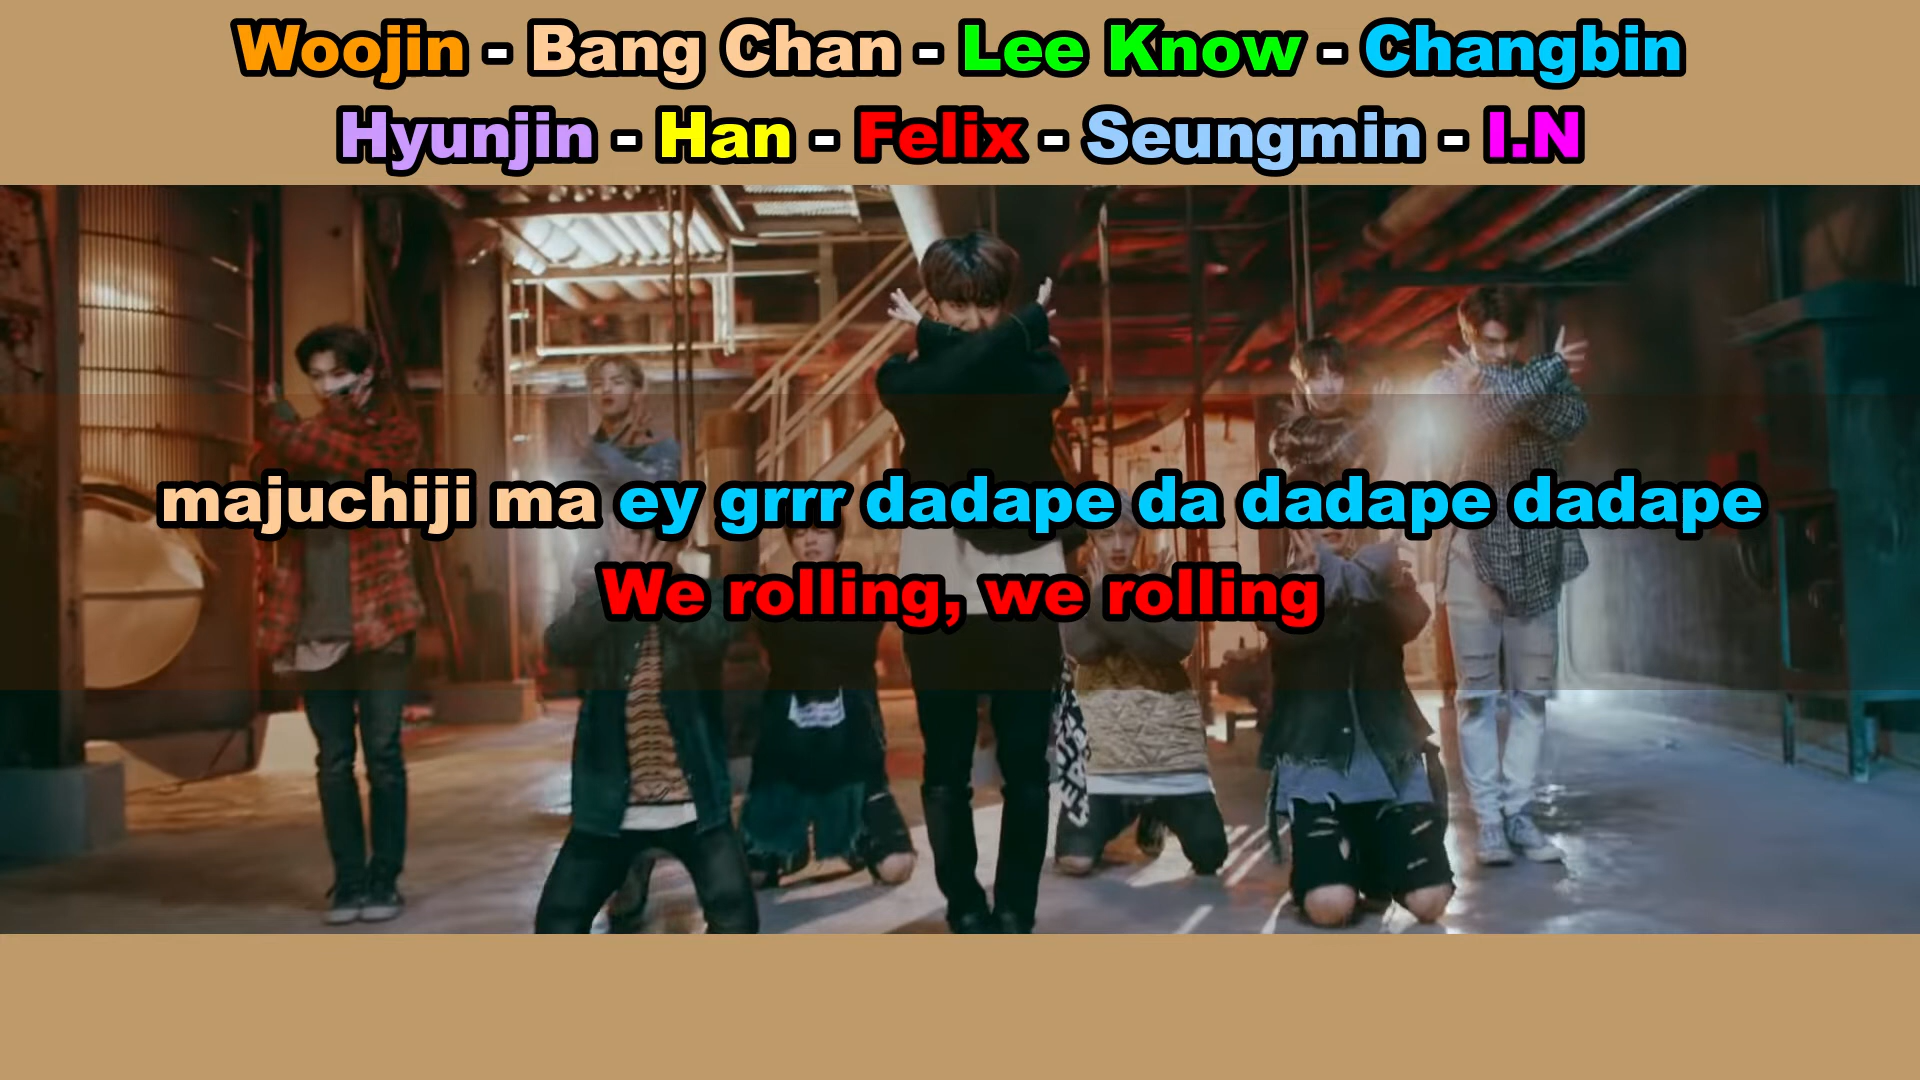 Woojin - Bang Chan - Lee Know - Changbin
Hyunjin - Han - Felix - Seungmin - I.N
majuchiji ma ey grrr dadape da dadape dadape
We rolling, we rolling